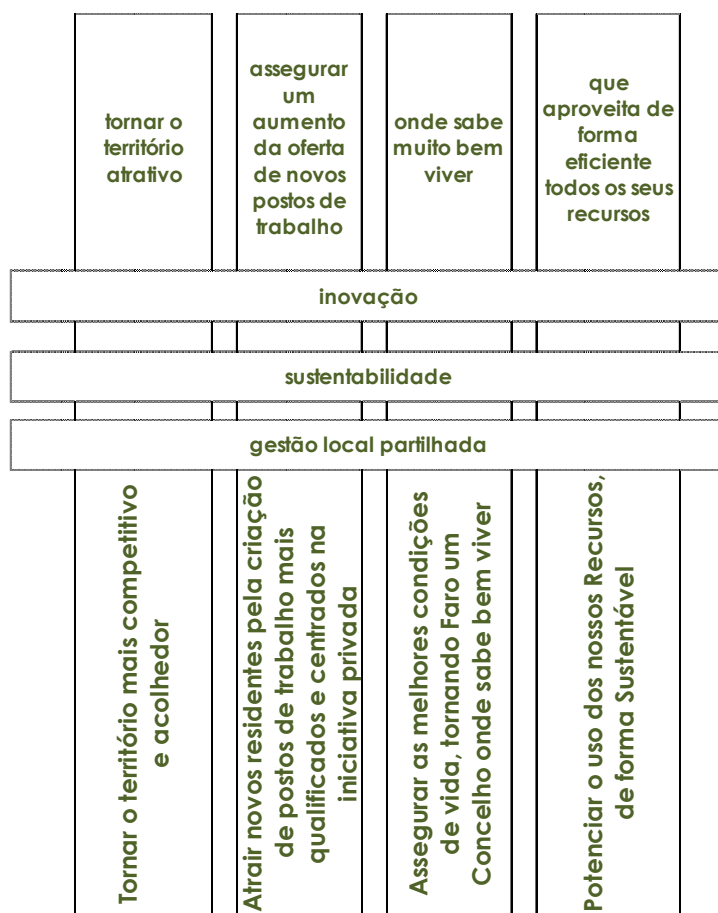 tornar o
território
atrativo
assegurar
um
aumento
da oferta
de novos
postos de
trabalho
onde sabe
muito bem
viver
que
aproveita de
forma
eficiente
todos os seus
recursos
inovação
sustentabilidade
gestão local partilhada
Tornar o território mais competitivo
e acolhedor
Atrair novos residentes pela criação
de postos de trabalho mais
qualificados e centrados na
iniciativa privada
Assegurar as melhores condições
de vida, tornando Faro um
Concelho onde sabe bem viver
Potenciar o uso dos nossos Recursos,
de forma Sustentável